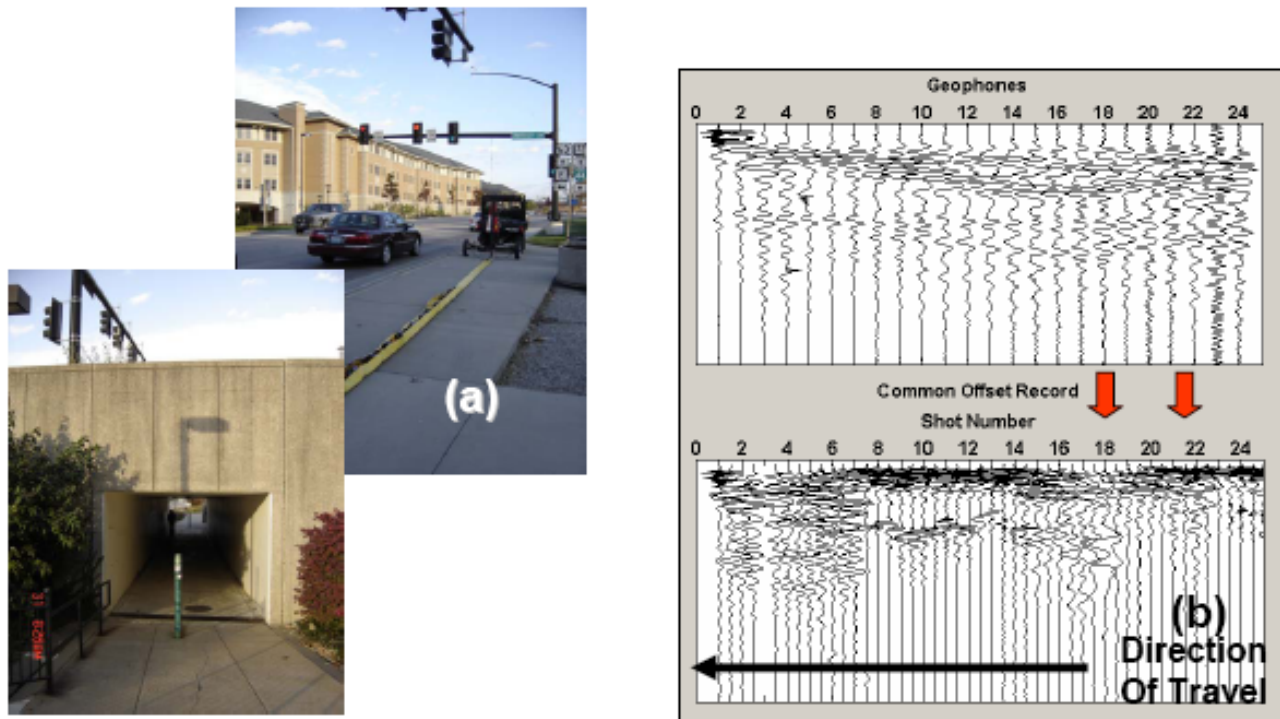 (a)
Geophones
0 2 4 6 8 10 12 14 16 18 20 22 24
Common Offset Record
Shot Number
0 2 4 6 8 10 12 14 16 18 20 22 24
(b)
Direction
Of Travel